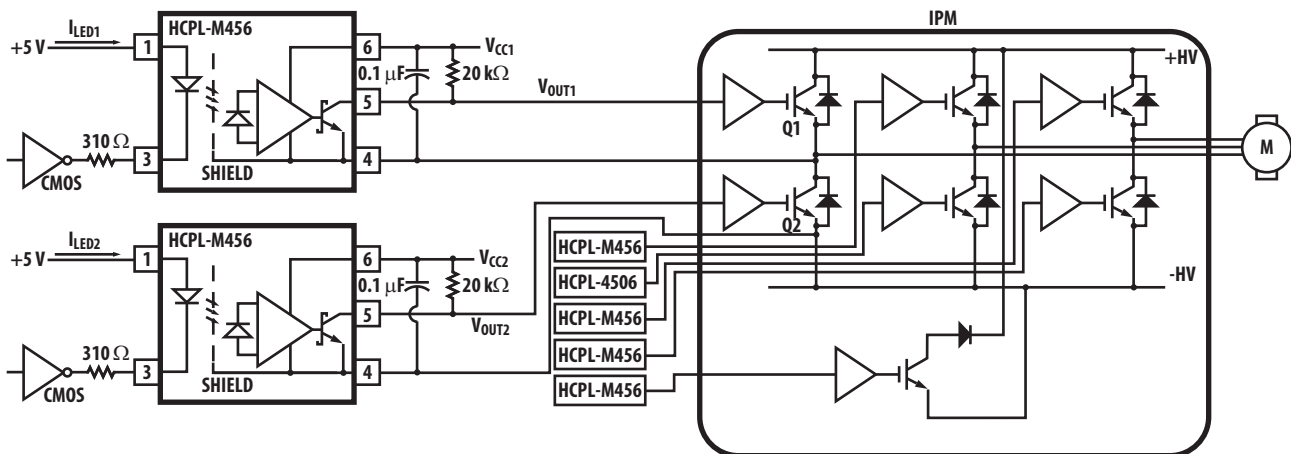 IPM
HCPL-M456
I_LED1
+5 V
1
6
V_CC1
0.1 µF
20 kΩ
5
V_OUT1
310 Ω
3
4
SHIELD
CMOS
+HV
Q1
M
Q2
HCPL-M456
I_LED2
+5 V
1
6
V_CC2
0.1 µF
20 kΩ
5
V_OUT2
310 Ω
3
4
SHIELD
CMOS
HCPL-M456
HCPL-4506
HCPL-M456
HCPL-M456
HCPL-M456
-HV